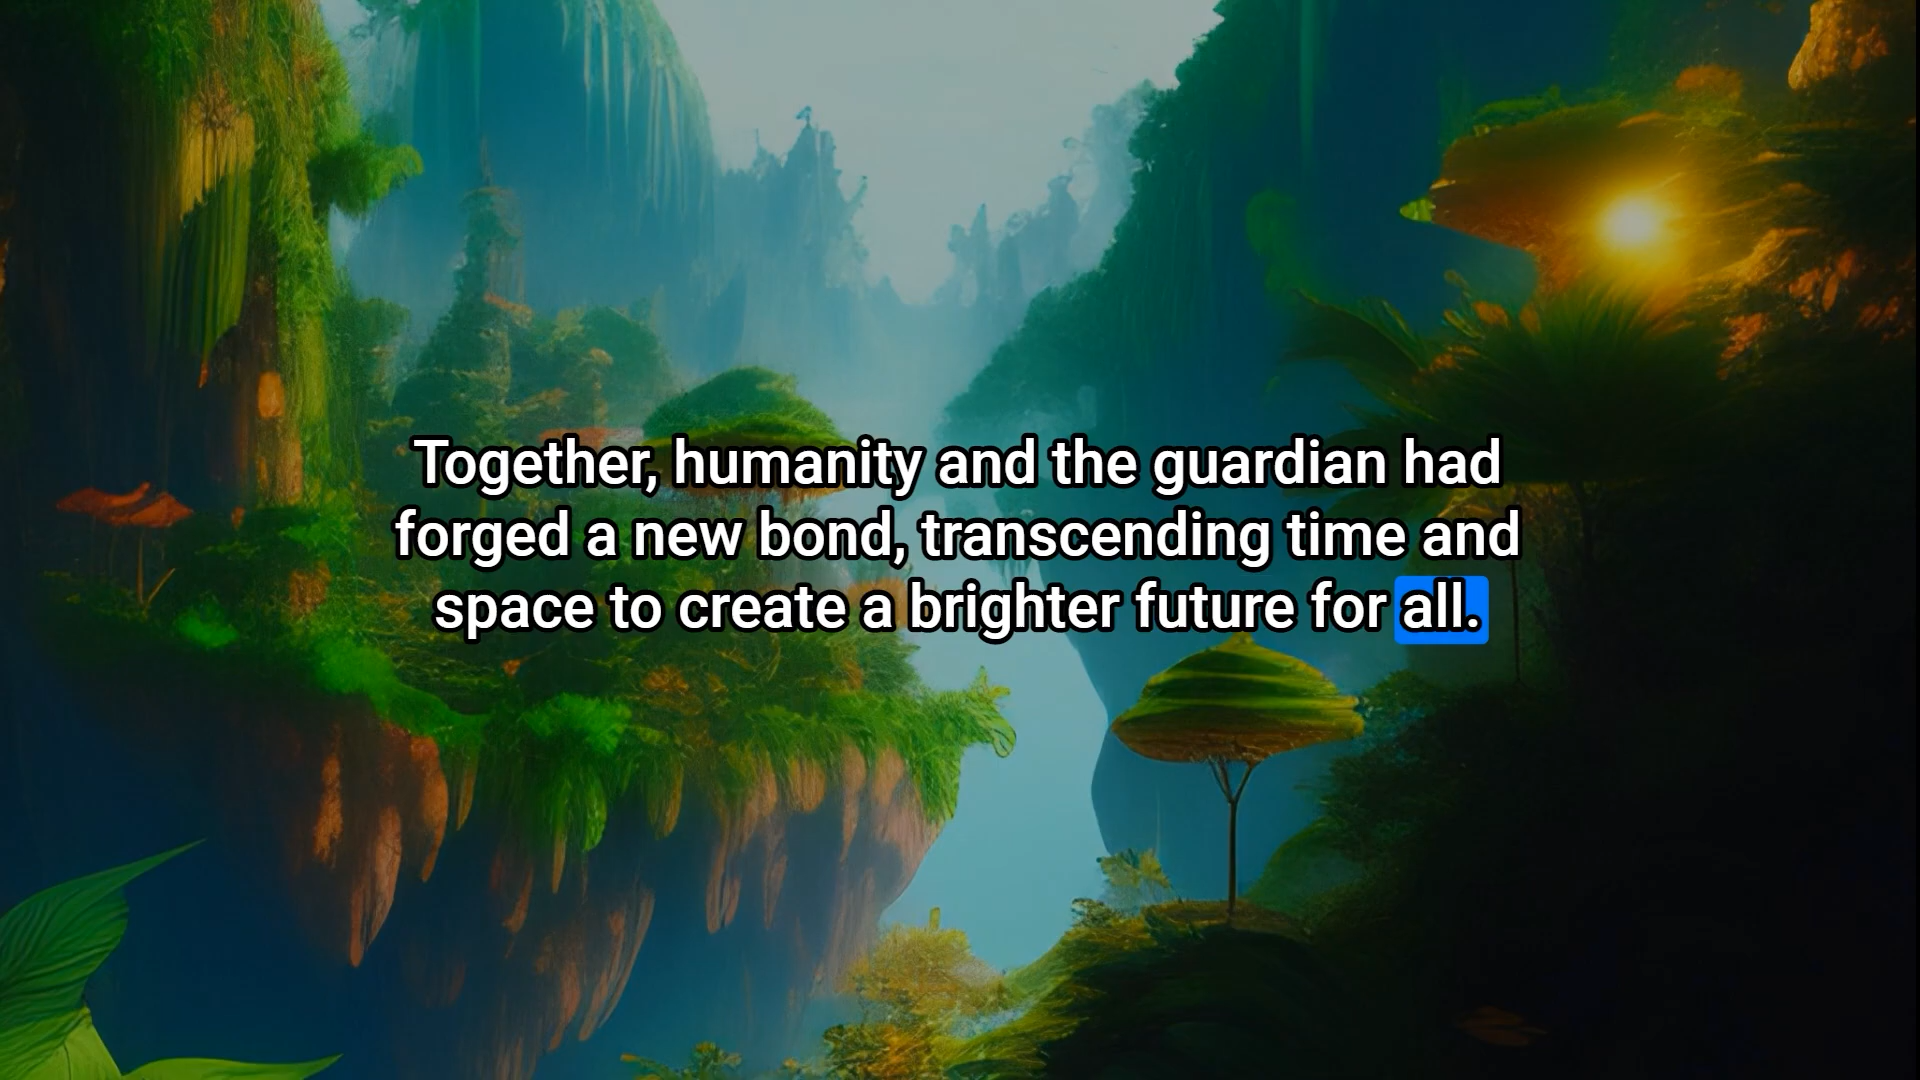 Together, humanity and the guardian had
forged a new bond, transcending time and
space to create a brighter future for all.